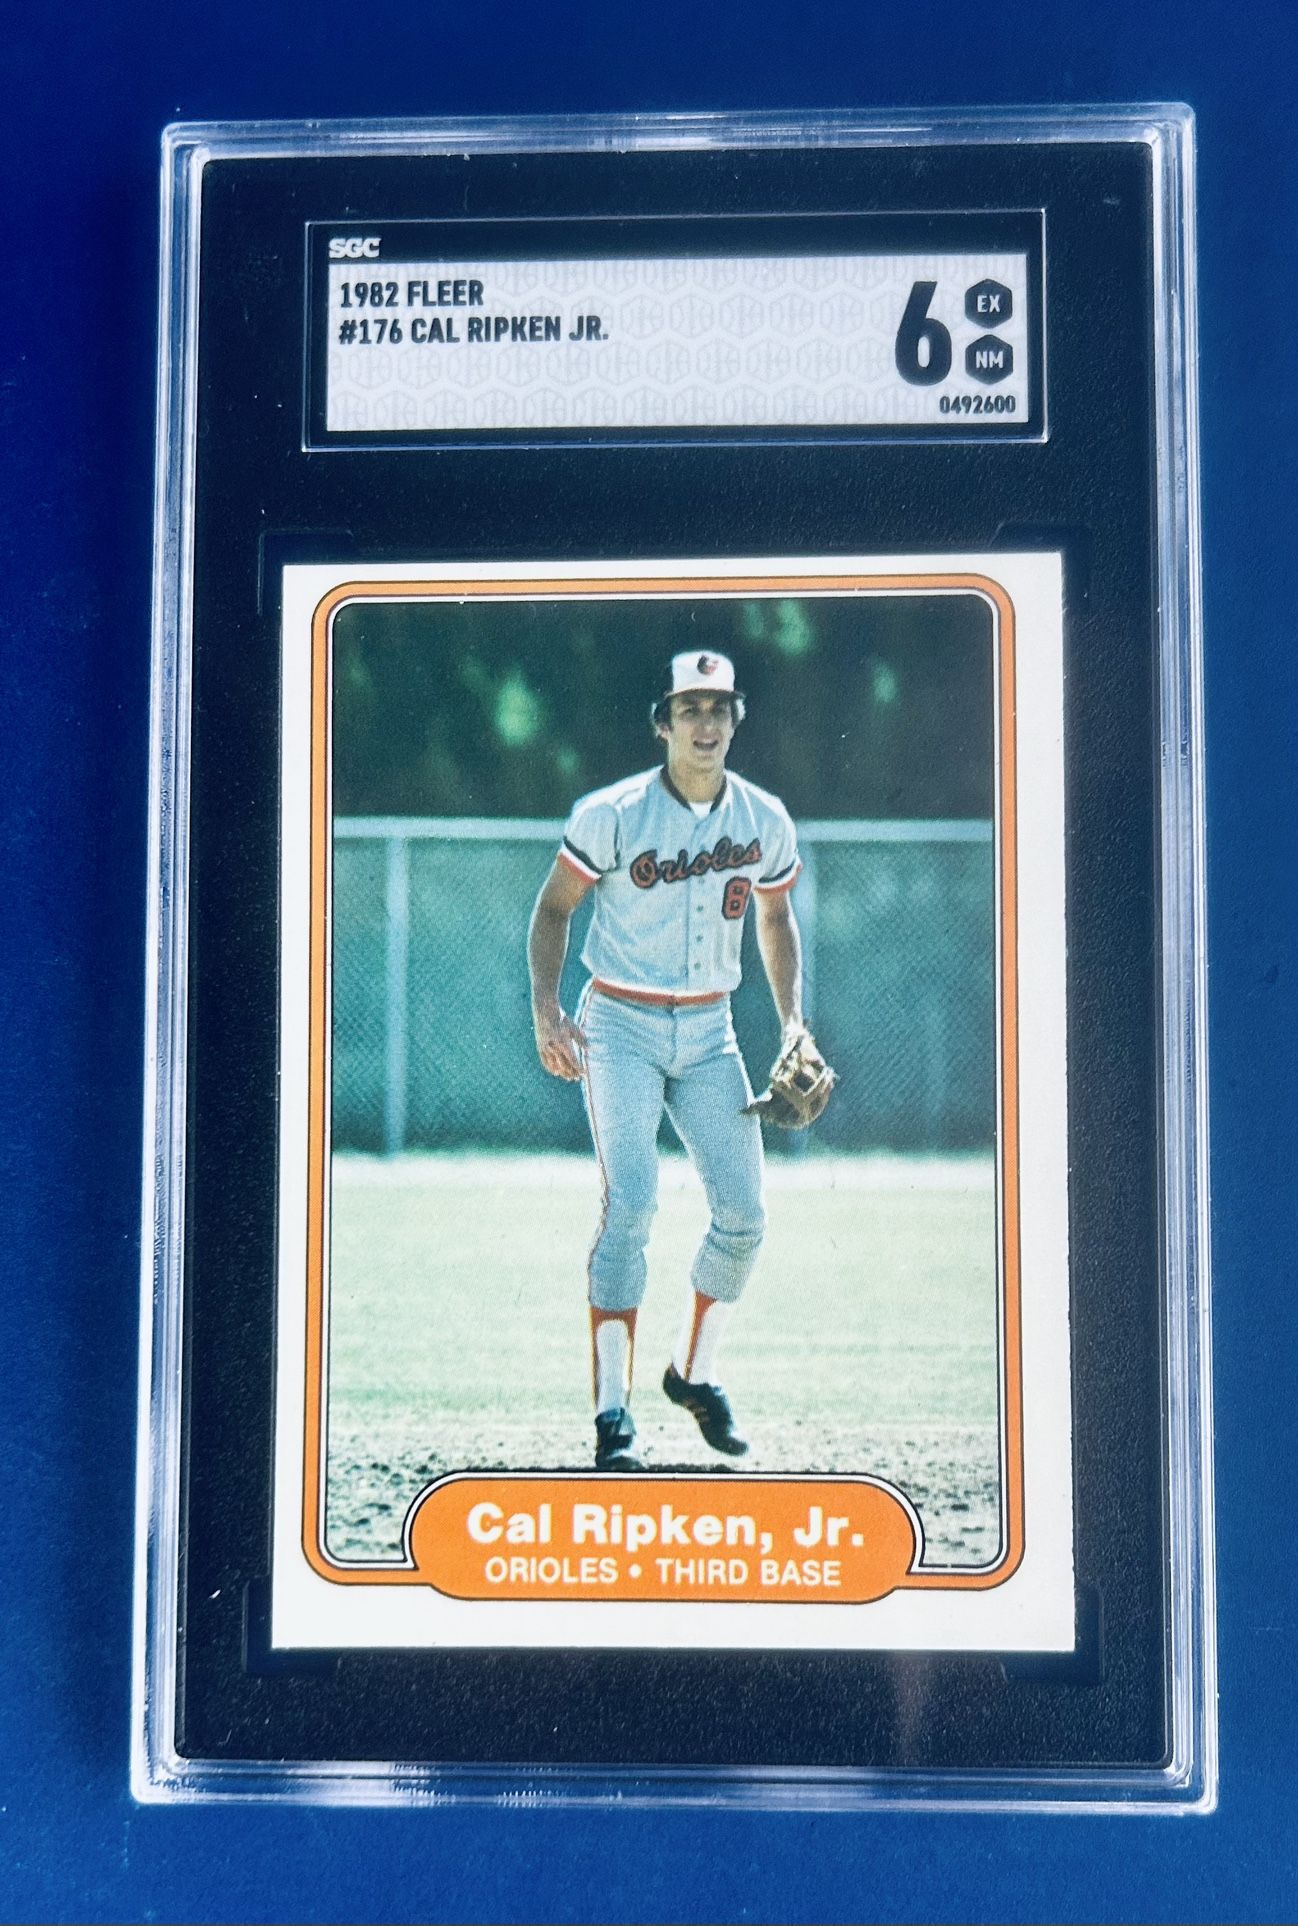 SGC
1982 FLEER
#176 CAL RIPKEN JR.
6
EX
NM
0492600
Orioles
8
Cal Ripken, Jr.
ORIOLES • THIRD BASE